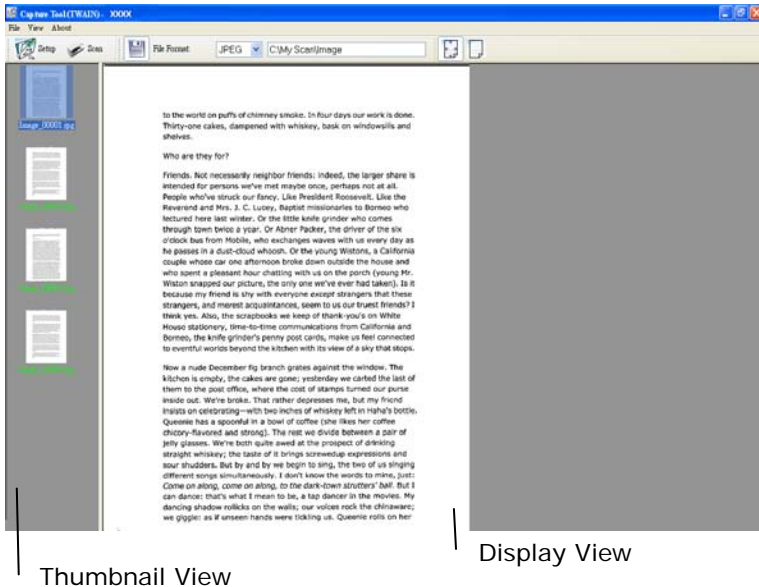 Capture Tool(TWAIN) - XXXX
File View About
Setup Scan File Format: JPEG C:\My Scan\Image
Image_00001.jpg
to the world on puffs of chimney smoke. In four days our work is done.
Thirty-one cakes, dampened with whiskey, bask on windowsills and
shelves.
Who are they for?
Friends. Not necessarily neighbor friends: indeed, the larger share is
intended for persons we've met maybe once, perhaps not at all.
People who've struck our fancy. Like President Roosevelt. Like the
Reverend and Mrs. J. C. Lucey, Baptist missionaries to Borneo who
lectured here last winter. Or the little knife grinder who comes
through town twice a year. Or Abner Packer, the driver of the six
o'clock bus from Mobile, who exchanges waves with us every day as
he passes in a dust-cloud whoosh. Or the young Wistons, a California
couple whose car one afternoon broke down outside the house and
who spent a pleasant hour chatting with us on the porch (young Mr.
Wiston snapped our picture, the only one we've ever had taken). Is it
because my friend is shy with everyone except strangers that these
strangers, and merest acquaintances, seem to us our truest friends? I
think yes. Also, the scrapbooks we keep of thank-you's on White
House stationery, time-to-time communications from California and
Borneo, the knife grinder's penny post cards, make us feel connected
to eventful worlds beyond the kitchen with its view of a sky that stops.
Now a nude December fig branch grates against the window. The
kitchen is empty, the cakes are gone; yesterday we carted the last of
them to the post office, where the cost of stamps turned our purse
inside out. We're broke. That rather depresses me, but my friend
insists on celebrating—with two inches of whiskey left in Haha's bottle.
Queenie has a spoonful in a bowl of coffee (she likes her coffee
chicory-flavored and strong). The rest we divide between a pair of
jelly glasses. We're both quite awed at the prospect of drinking
straight whiskey; the taste of it brings screwedup expressions and
sour shudders. But by and by we begin to sing, the two of us singing
different songs simultaneously. I don't know the words to mine, just:
Come on along, come on along, to the dark-town strutters' ball. But I
can dance: that's what I mean to be, a tap dancer in the movies. My
dancing shadow rollicks on the walls; our voices rock the chinaware;
we giggle: as if unseen hands were tickling us. Queenie rolls on her
Display View
Thumbnail View